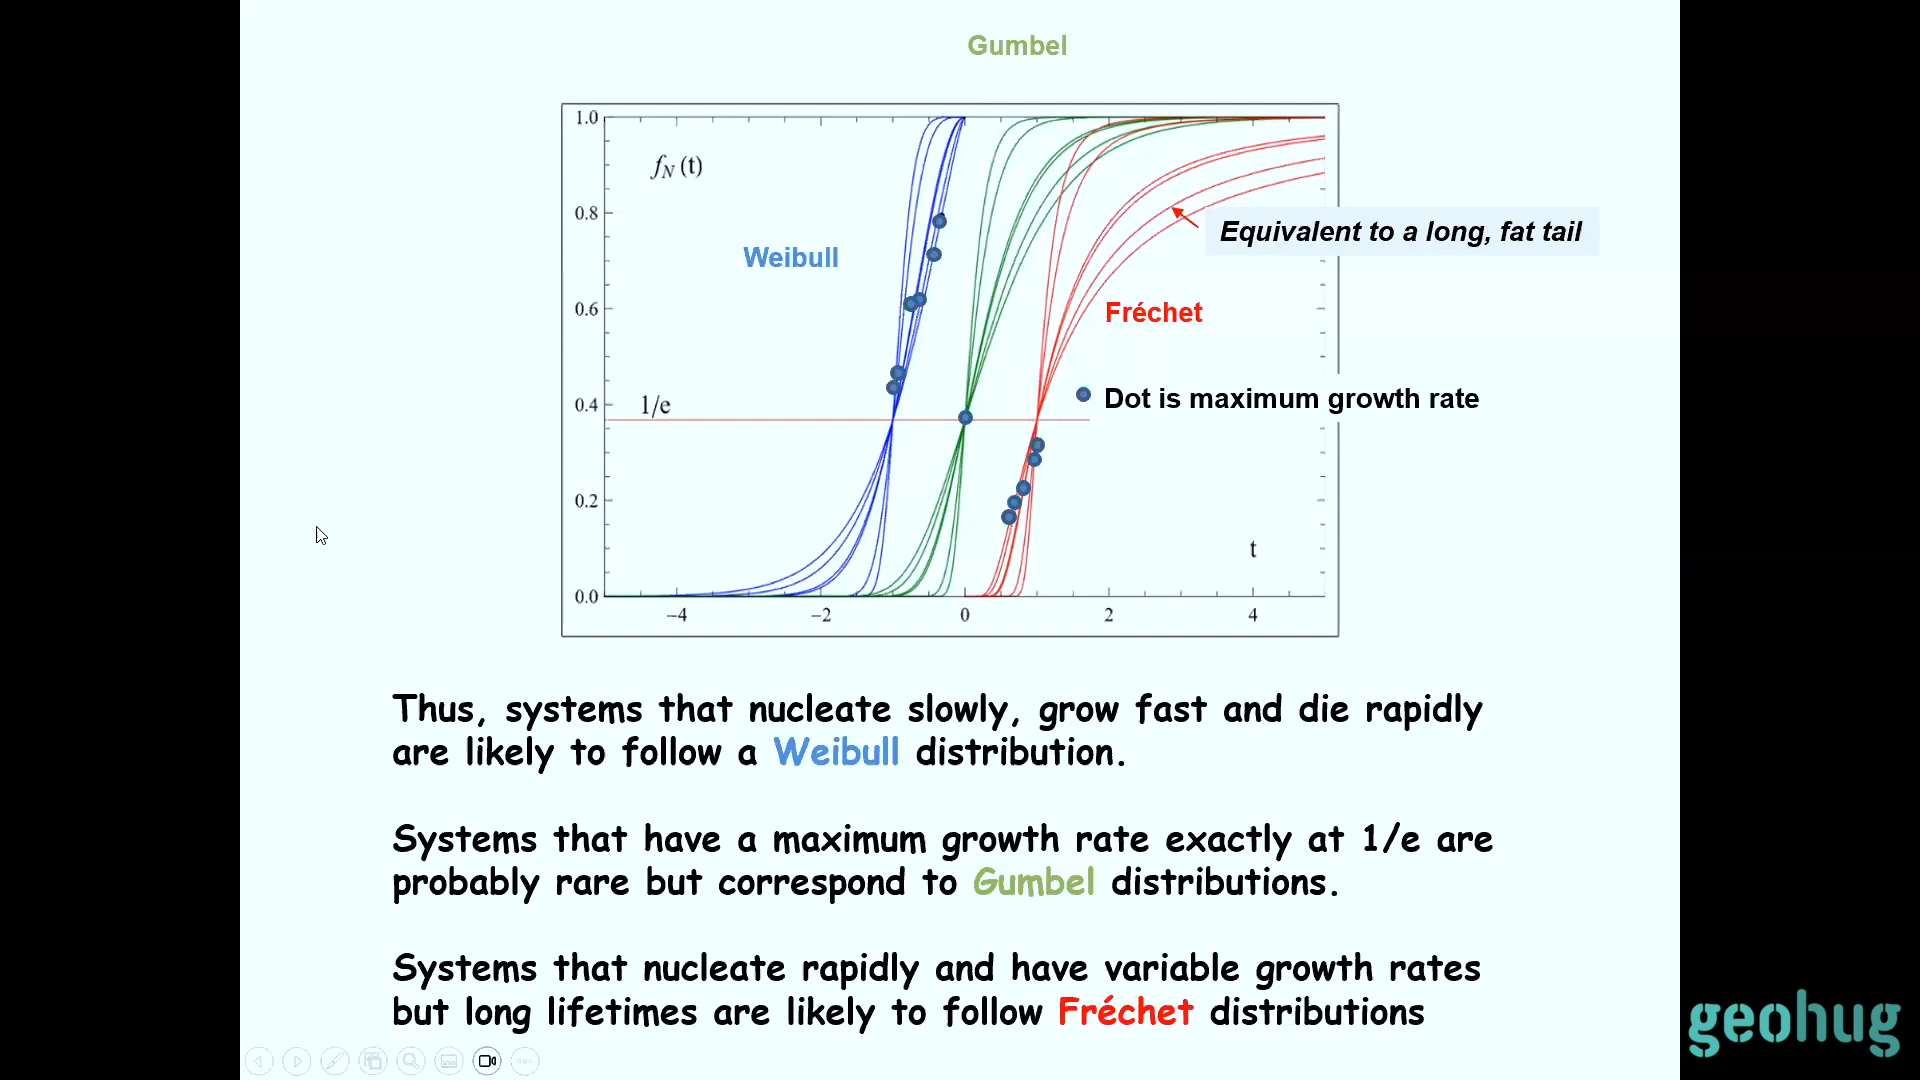 Gumbel
1.0
f_N (t)
0.8
Equivalent to a long, fat tail
Weibull
0.6
Fréchet
0.4
1/e
Dot is maximum growth rate
0.2
t
0.0
−4
−2
0
2
4
Thus, systems that nucleate slowly, grow fast and die rapidly
are likely to follow a Weibull distribution.
Systems that have a maximum growth rate exactly at 1/e are
probably rare but correspond to Gumbel distributions.
Systems that nucleate rapidly and have variable growth rates
but long lifetimes are likely to follow Fréchet distributions
geohug